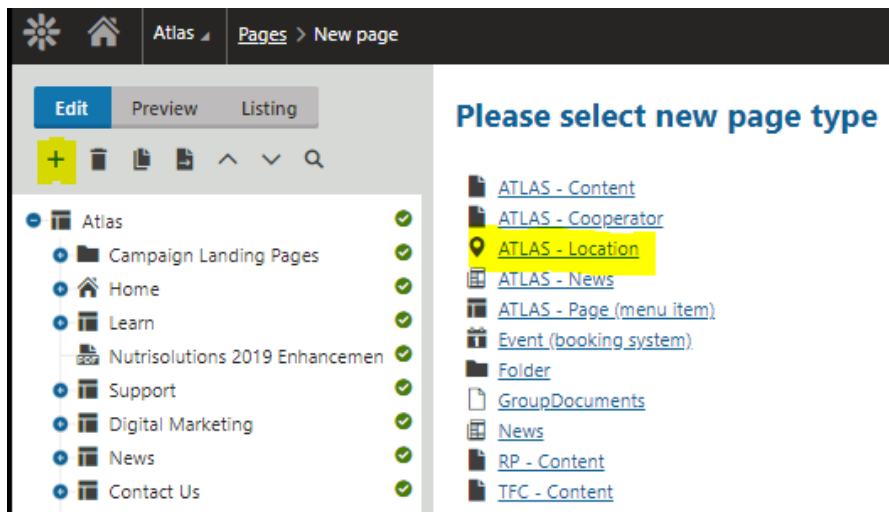 Atlas Pages > New page
Edit Preview Listing
Atlas
Campaign Landing Pages
Home
Learn
Nutrisolutions 2019 Enhancemen
Support
Digital Marketing
News
Contact Us
Please select new page type
ATLAS - Content
ATLAS - Cooperator
ATLAS - Location
ATLAS - News
ATLAS - Page (menu item)
Event (booking system)
Folder
GroupDocuments
News
RP - Content
TFC - Content